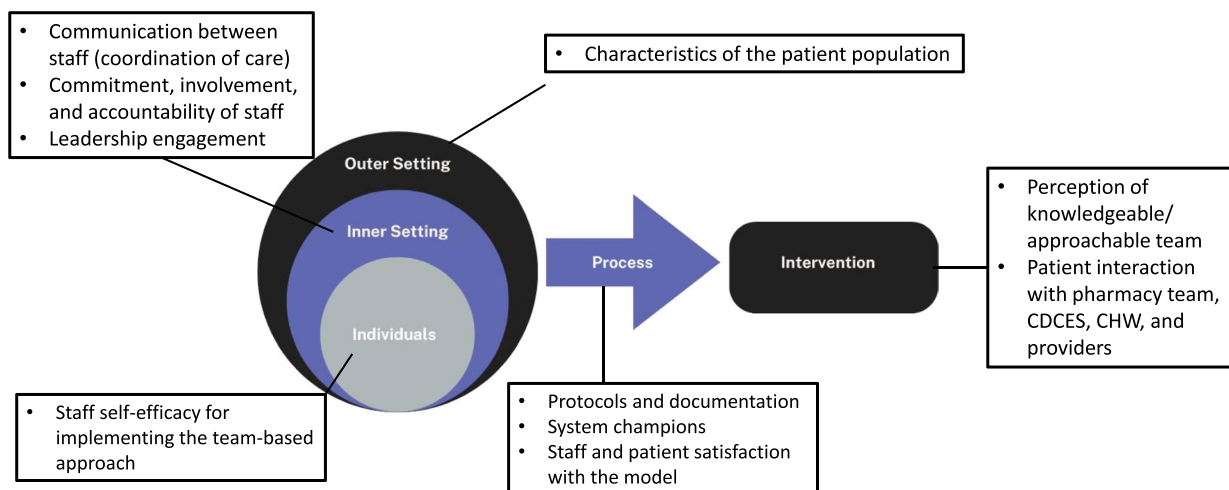 • Communication between
staff (coordination of care)
• Commitment, involvement,
and accountability of staff
• Leadership engagement
• Characteristics of the patient population
Outer Setting
Inner Setting
Individuals
Process
Intervention
• Perception of
knowledgeable/
approachable team
• Patient interaction
with pharmacy team,
CDCES, CHW, and
providers
• Staff self-efficacy for
implementing the team-based
approach
• Protocols and documentation
• System champions
• Staff and patient satisfaction
with the model